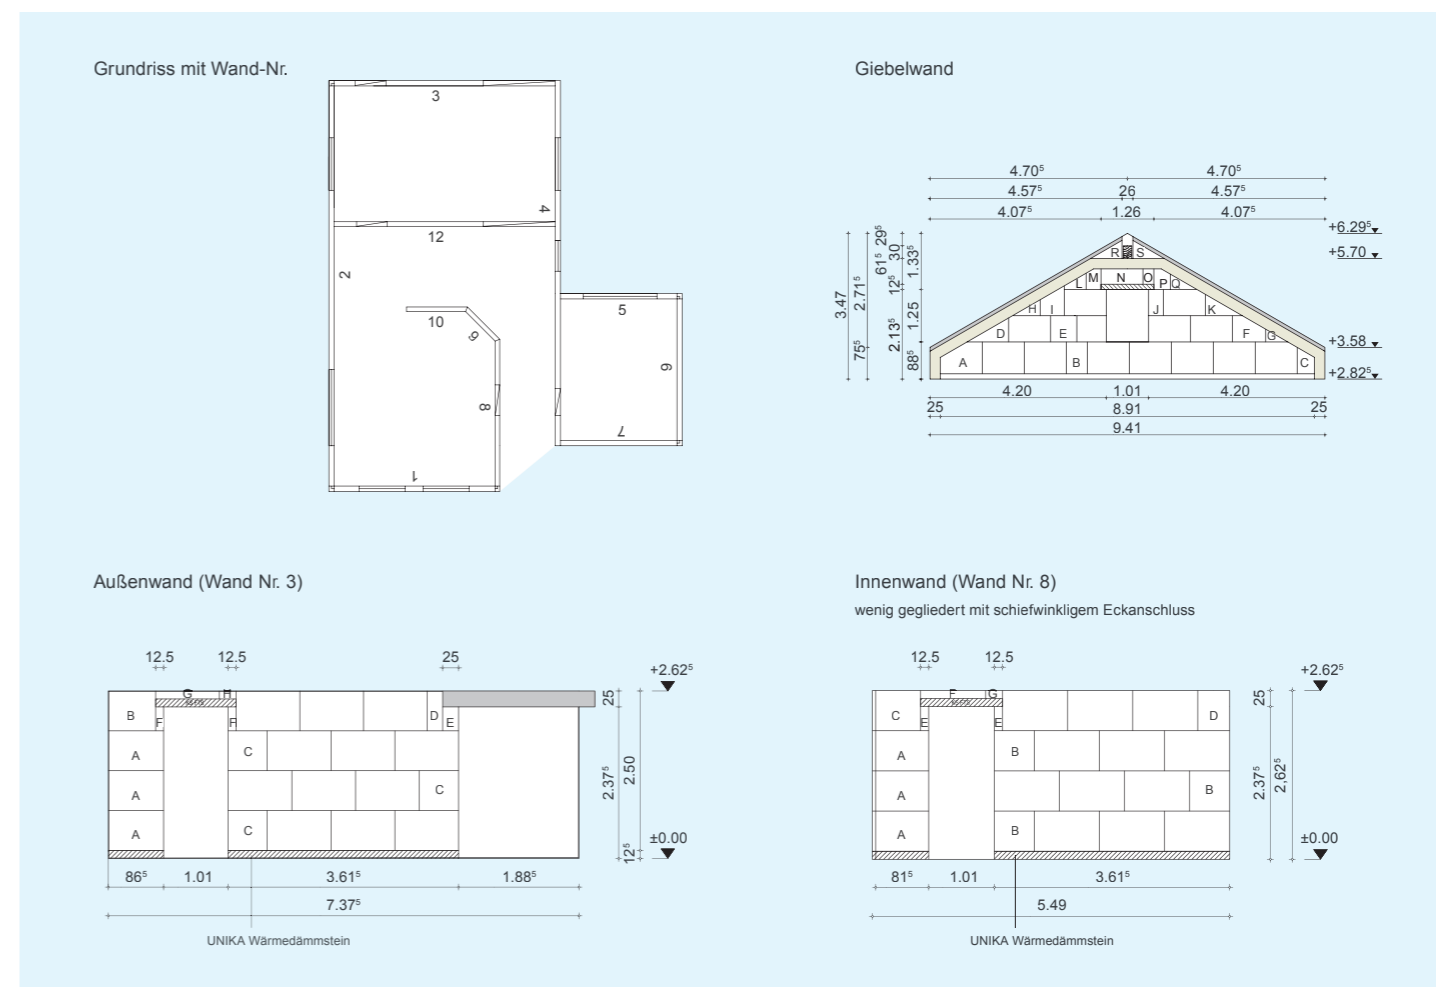 Grundriss mit Wand-Nr.
3
4
12
2
10
9
8
1
5
6
7
Giebelwand
4.70⁵ 4.70⁵
4.57⁵ 26 4.57⁵
4.07⁵ 1.26 4.07⁵
3.47
2.71⁵
75⁵
29⁵
30
61⁵
12⁵
2.13⁵
1.33⁵
1.25
88⁵
+6.29⁵
+5.70
+3.58
+2.82⁵
R S
L M N O P Q
H I J K
D E F G
A B C
4.20 1.01 4.20
25 8.91 25
9.41
Außenwand (Wand Nr. 3)
12.5 12.5 25
+2.62⁵
G H
B F F D E
A C
A C
A C
25
2.37⁵
12⁵
2.50
±0.00
86⁵ 1.01 3.61⁵ 1.88⁵
7.37⁵
UNIKA Wärmedämmstein
Innenwand (Wand Nr. 8)
wenig gegliedert mit schiefwinkligem Eckanschluss
12.5 12.5
+2.62⁵
F G
C E E D
A B
A B
A B
25
2.37⁵
2,62⁵
±0.00
81⁵ 1.01 3.61⁵
5.49
UNIKA Wärmedämmstein